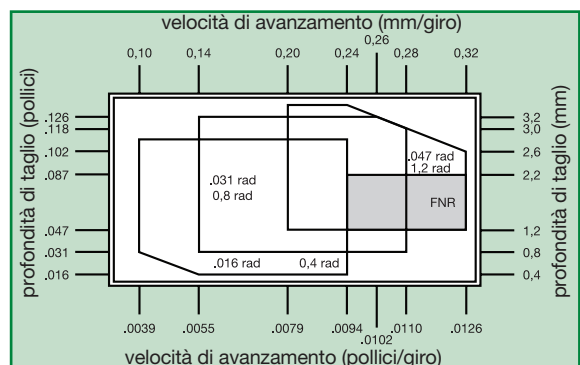 velocità di avanzamento (mm/giro)
0,10 0,14 0,20 0,24 0,26 0,28 0,32
profondità di taglio (pollici)
.126
.118
.102
.087
.047
.031
.016
.031 rad
0,8 rad
.047 rad
1,2 rad
FNR
.016 rad 0,4 rad
3,2
3,0
2,6
2,2
1,2
0,8
0,4
profondità di taglio (mm)
.0039 .0055 .0079 .0094 .0102 .0110 .0126
velocità di avanzamento (pollici/giro)